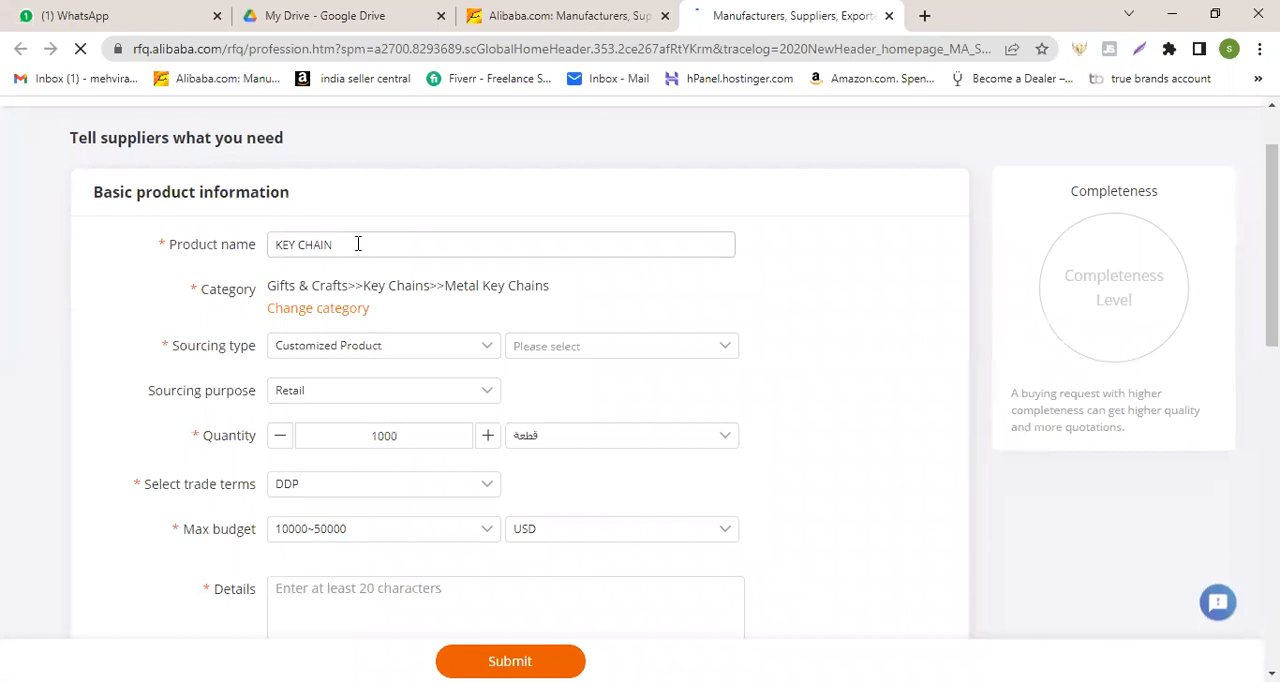 (1) WhatsApp
My Drive - Google Drive
Alibaba.com: Manufacturers, Sup
Manufacturers, Suppliers, Export
rfq.alibaba.com/rfq/profession.htm?spm=a2700.8293689.scGlobalHomeHeader.353.2ce267afRtYKrm&tracelog=2020NewHeader_homepage_MA_S...
S
Inbox (1) - mehvira...
Alibaba.com: Manu...
india seller central
Fiverr - Freelance S...
Inbox - Mail
hPanel.hostinger.com
Amazon.com. Spen...
Become a Dealer –...
true brands account
»
Tell suppliers what you need
Basic product information
* Product name KEY CHAIN
* Category Gifts & Crafts>>Key Chains>>Metal Key Chains
Change category
* Sourcing type Customized Product Please select
Sourcing purpose Retail
* Quantity 1000 قطعة
* Select trade terms DDP
* Max budget 10000~50000 USD
* Details Enter at least 20 characters
Submit
Completeness
Completeness
Level
A buying request with higher
completeness can get higher quality
and more quotations.